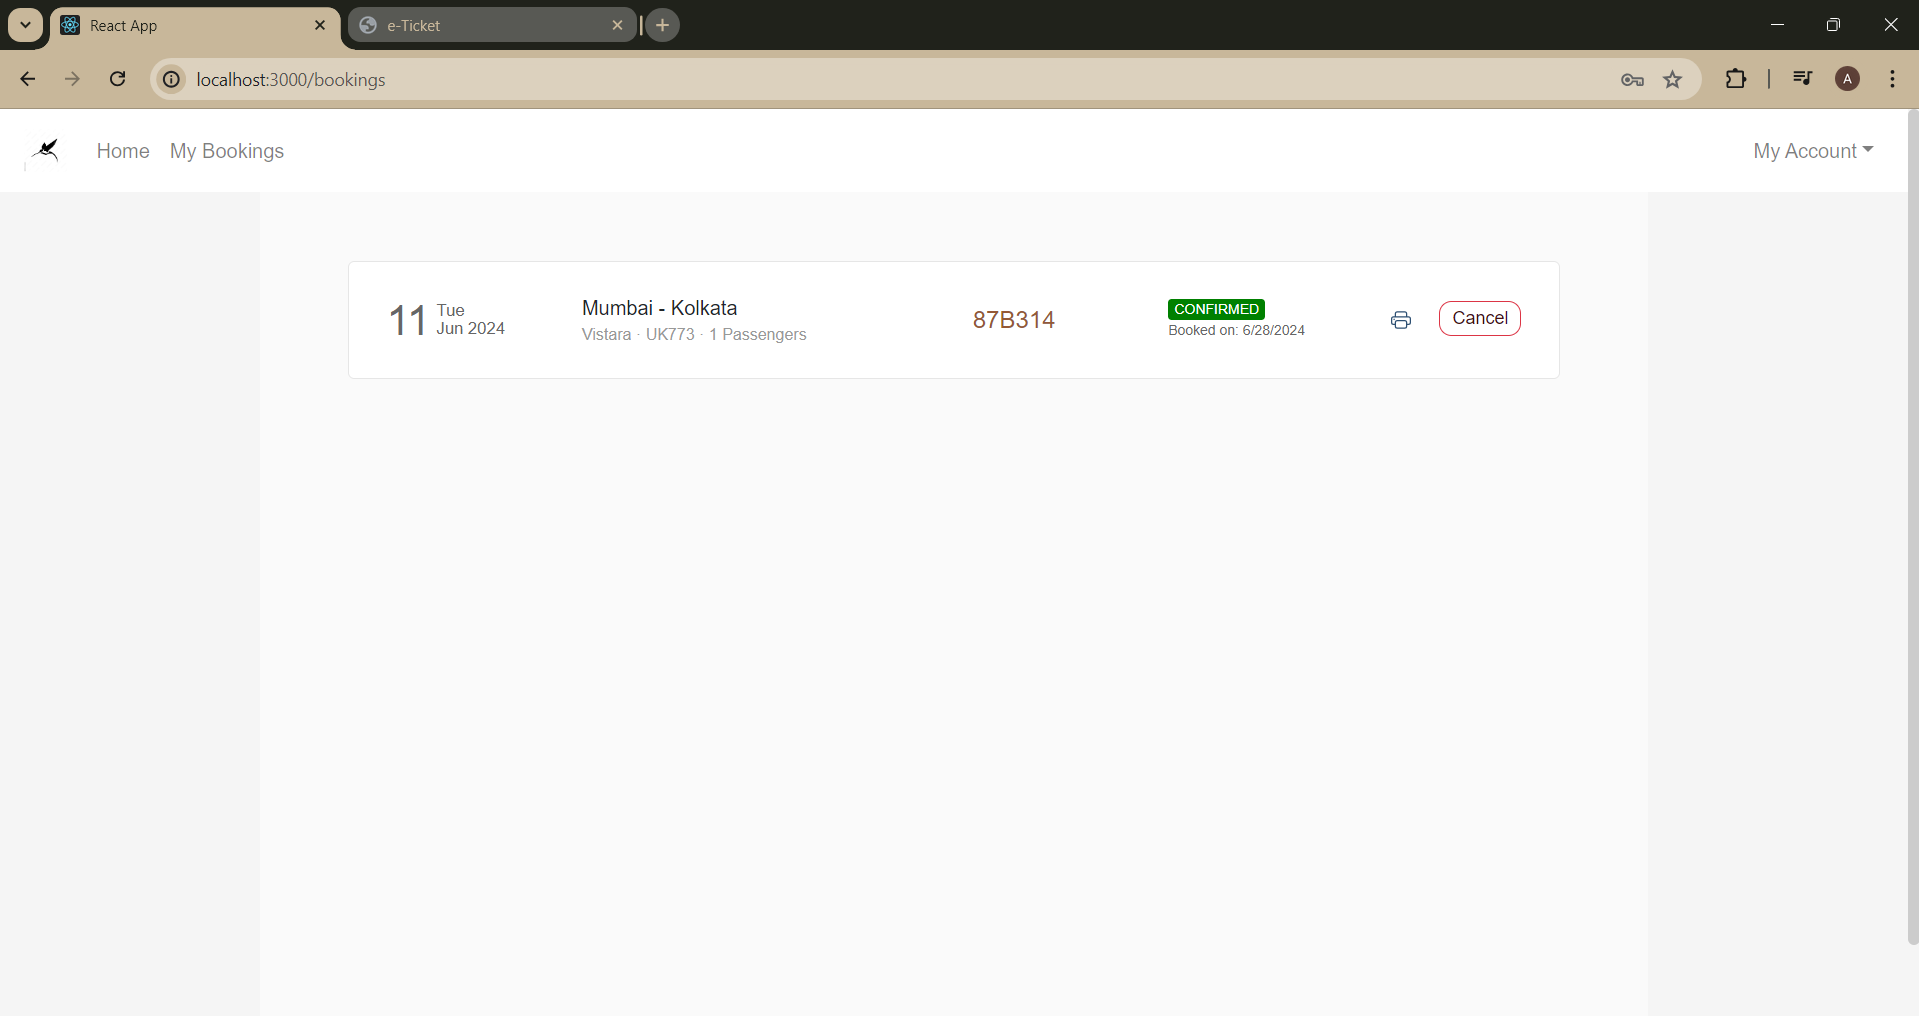 React App
e-Ticket
localhost:3000/bookings
A
Home
My Bookings
My Account
11
Tue
Jun 2024
Mumbai - Kolkata
Vistara · UK773 · 1 Passengers
87B314
CONFIRMED
Booked on: 6/28/2024
Cancel